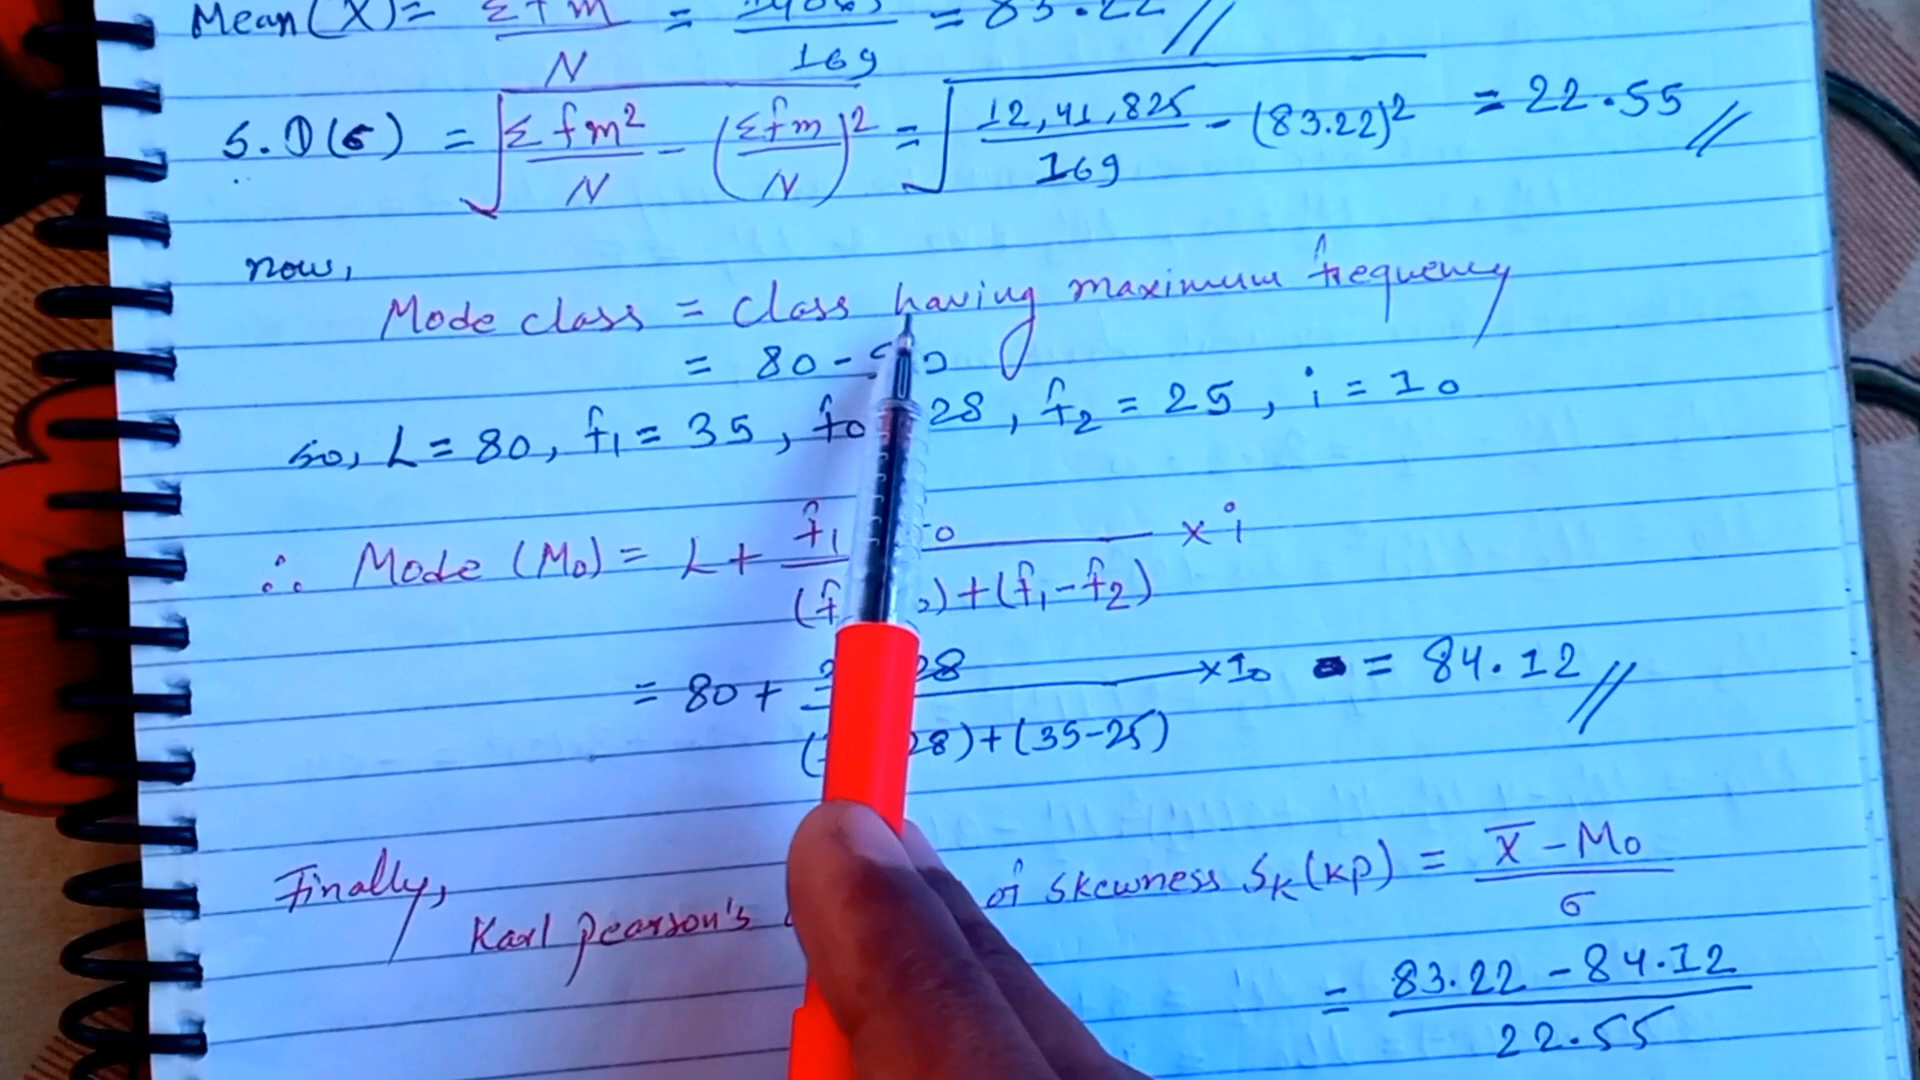 Mean (X) = Σfm / N = / 169 = 83.22 //
S.D(σ) = √(Σfm² / N - (Σfm / N)²) = √(12,41,825 / 169 - (83.22)²) = 22.55 //
now,
Mode class = class having maximum frequency
= 80 -
so, L = 80, f₁ = 35, f₀ 28, f₂ = 25, i = 10
∴ Mode (M₀) = L + f₁ / ( ) + (f₁ - f₂) × i
= 80 + 28 / ( 28) + (35-25) × 10 = 84.12 //
Finally,
Karl Pearson's of skewness Sₖ(KP) = X̄ - M₀ / σ
= 83.22 - 84.12 / 22.55